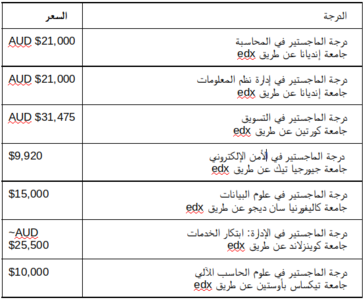 الدرجة
السعر
درجة الماجستير في المحاسبة
جامعة إنديانا عن طريق edx
AUD $21,000
درجة الماجستير في إدارة نظم المعلومات
جامعة إنديانا عن طريق edx
AUD $21,000
درجة الماجستير في التسويق
جامعة كورتين عن طريق edx
AUD $31,475
درجة الماجستير في الأمن الإلكتروني
جامعة جيورجيا تيك عن طريق edx
$9,920
درجة الماجستير في علوم البيانات
جامعة كاليفورنيا سان ديجو عن طريق edx
$15,000
درجة الماجستير في الإدارة: ابتكار الخدمات
جامعة كوينزلاند عن طريق edx
~AUD
$25,500
درجة الماجستير في علوم الحاسب الآلي
جامعة تيكساس بأوستين عن طريق edx
$10,000